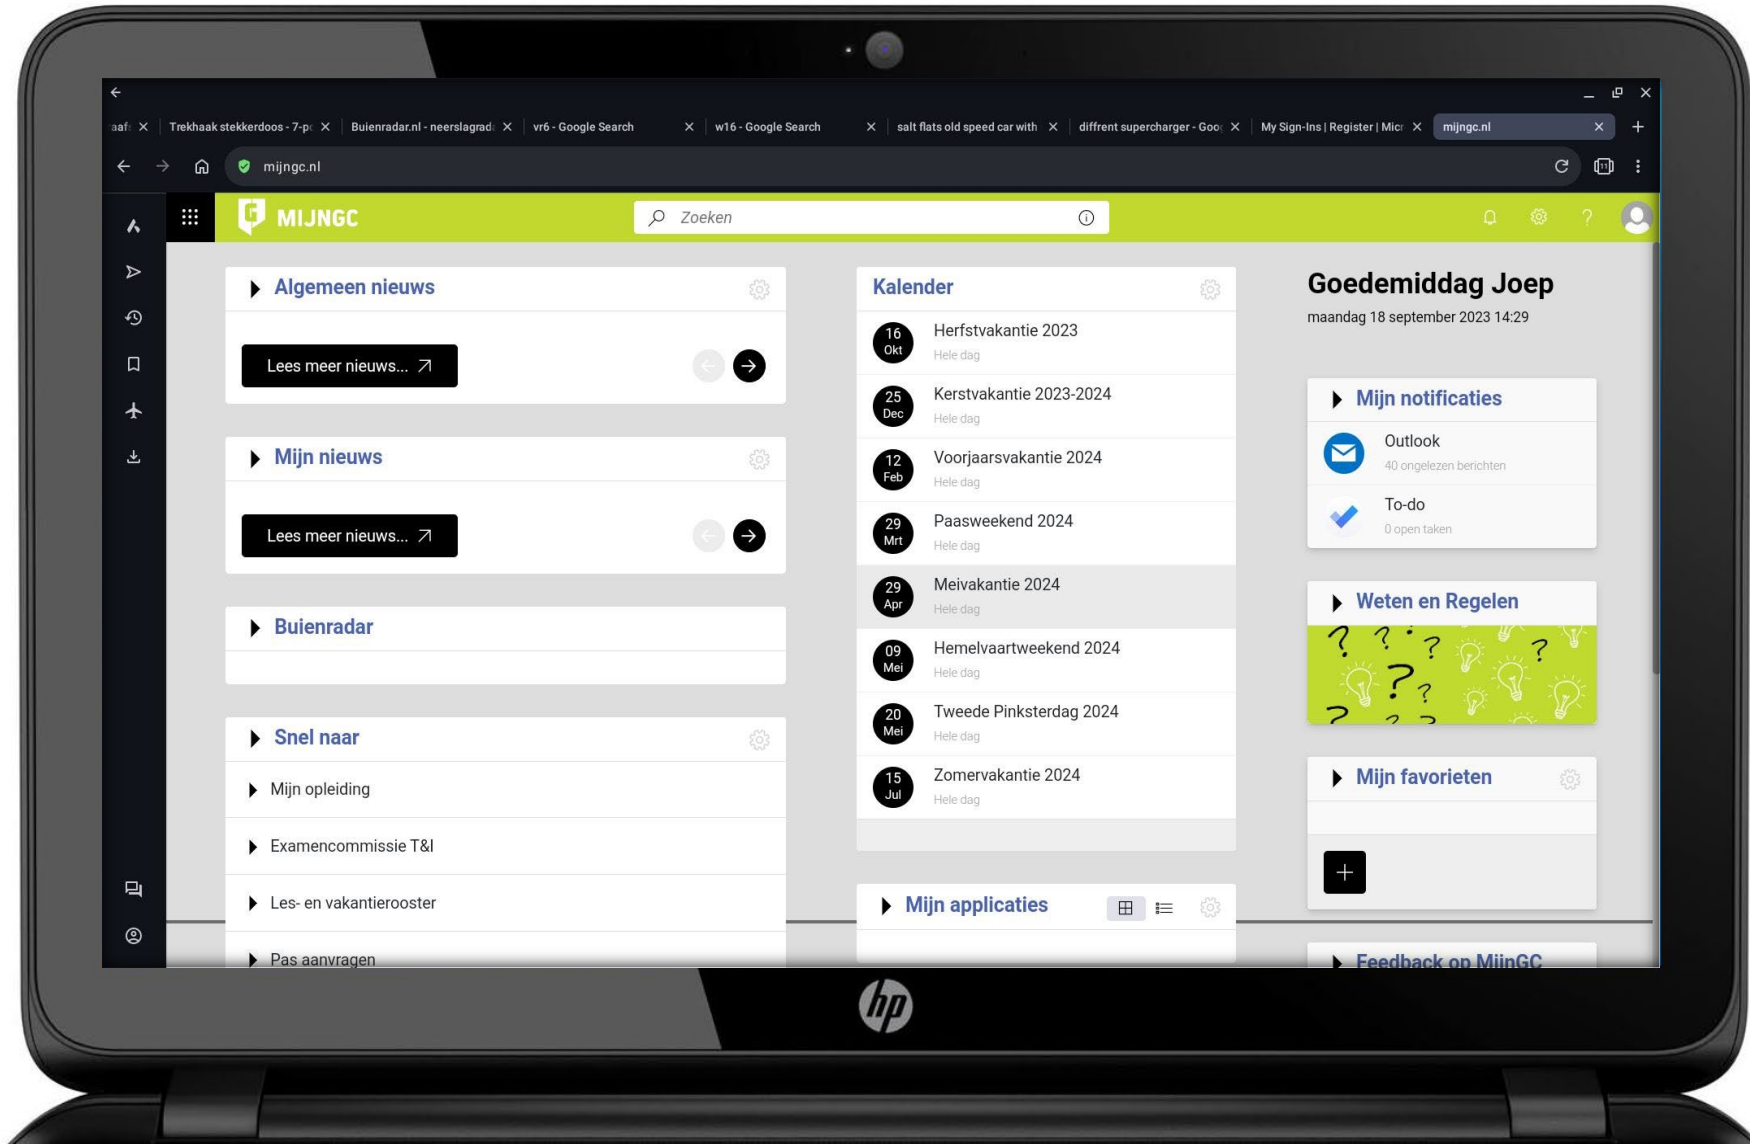 aaf
Trekhaak stekkerdoos - 7-p
Buienradar.nl - neerslagrad
vr6 - Google Search
w16 - Google Search
salt flats old speed car with
diffrent supercharger - Goo
My Sign-Ins | Register | Micr
mijngc.nl
mijngc.nl
11
MIJNGC
Zoeken
?
Algemeen nieuws
Lees meer nieuws...
Mijn nieuws
Lees meer nieuws...
Buienradar
Snel naar
Mijn opleiding
Examencommissie T&I
Les- en vakantierooster
Pas aanvragen
Kalender
16 Okt
Herfstvakantie 2023
Hele dag
25 Dec
Kerstvakantie 2023-2024
Hele dag
12 Feb
Voorjaarsvakantie 2024
Hele dag
29 Mrt
Paasweekend 2024
Hele dag
29 Apr
Meivakantie 2024
Hele dag
09 Mei
Hemelvaartweekend 2024
Hele dag
20 Mei
Tweede Pinksterdag 2024
Hele dag
15 Jul
Zomervakantie 2024
Hele dag
Mijn applicaties
Goedemiddag Joep
maandag 18 september 2023 14:29
Mijn notificaties
Outlook
40 ongelezen berichten
To-do
0 open taken
Weten en Regelen
Mijn favorieten
Feedback op MijnGC
hp